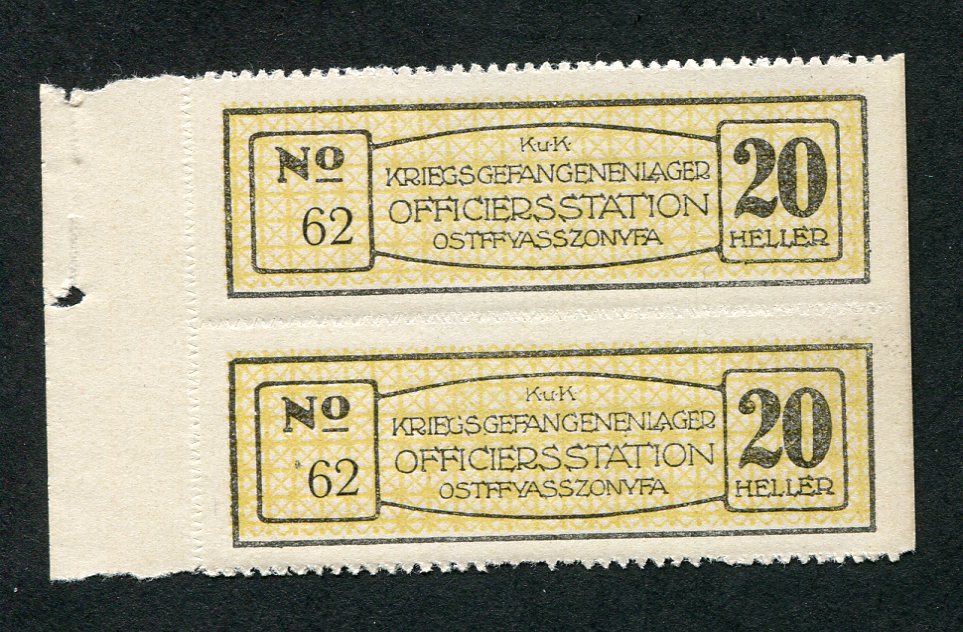 No
62
K.u.K.
KRIEGSGEFANGENENLAGER
OFFICIERSSTATION
OSTFFYASSZONYFA
20
HELLER
No
62
K.u.K.
KRIEGSGEFANGENENLAGER
OFFICIERSSTATION
OSTFFYASSZONYFA
20
HELLER